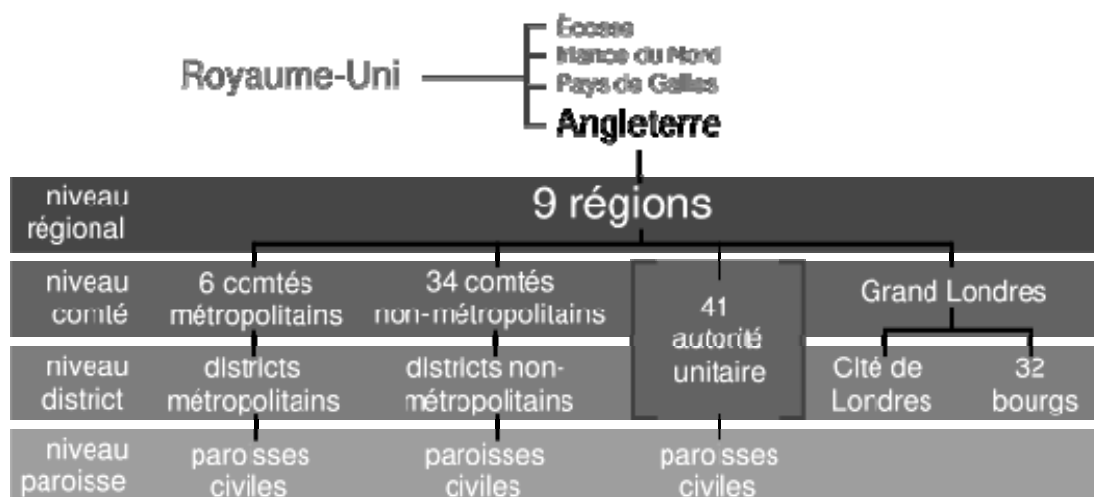 Royaume-Uni
Écosse
Irlance du Nord
Pays de Galles
Angleterre
niveau
régional
9 régions
niveau
comté
6 comtés
métropolitains
34 comtés
non-métropolitains
41
autorité
unitaire
Grand Londres
niveau
district
districts
métropolitains
districts non-
métropolitains
Cité de
Londres
32
bourgs
niveau
paroisse
paroisses
civiles
paroisses
civiles
paroisses
civiles